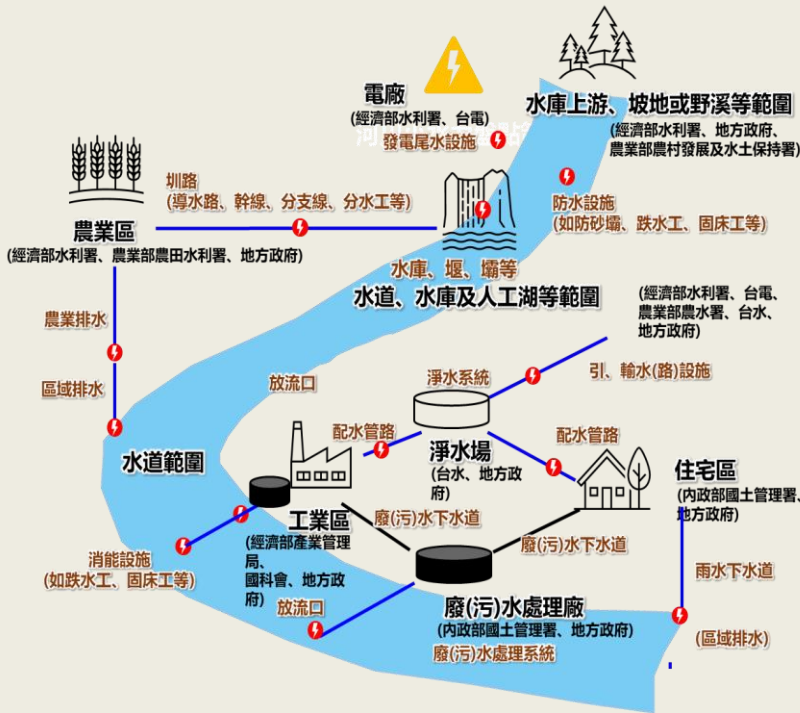 電廠
(經濟部水利署、台電)
發電尾水設施
水庫上游、坡地或野溪等範圍
(經濟部水利署、地方政府、
農業部農村發展及水土保持署)
圳路
(導水路、幹線、分支線、分水工等)
防水設施
(如防砂壩、跌水工、固床工等)
農業區
(經濟部水利署、農業部農田水利署、地方政府)
水庫、堰、壩等
水道、水庫及人工湖等範圍
(經濟部水利署、台電、
農業部農水署、台水、
地方政府)
農業排水
區域排水
放流口
淨水系統
引、輸水(路)設施
配水管路
配水管路
水道範圍
淨水場
(台水、地方政
府)
住宅區
(內政部國土管理署、
地方政府)
工業區
(經濟部產業管理
局、
國科會、地方政
府)
廢(污)水下水道
廢(污)水下水道
消能設施
(如跌水工、固床工等)
雨水下水道
放流口
廢(污)水處理廠
(內政部國土管理署、地方政府)
(區域排水)
廢(污)水處理系統